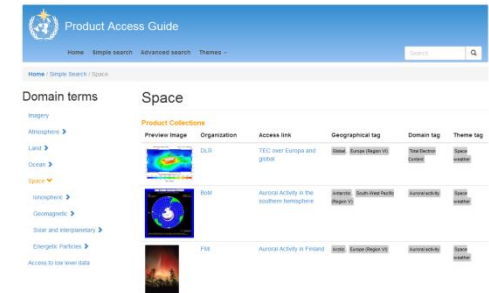 Product Access Guide
Home Simple search Advanced search Themes
Search
Home / Simple Search / Space
Domain terms
Imagery
Atmosphere
Land
Ocean
Space
Ionospheric
Geomagnetic
Solar and Interplanetary
Energetic Particles
Access to low level data
Space
Product Collections
Preview Image Organization Access link Geographical tag Domain tag Theme tag
DLR TEC over Europe and Global Europe (Region VI) Total Electron Space
global Content weather
BoM Auroral Activity in the Antarctic South-West Pacific Auroral activity Space
southern hemisphere (Region V) weather
FMI Auroral Activity in Finland Arctic Europe (Region VI) Auroral activity Space
weather